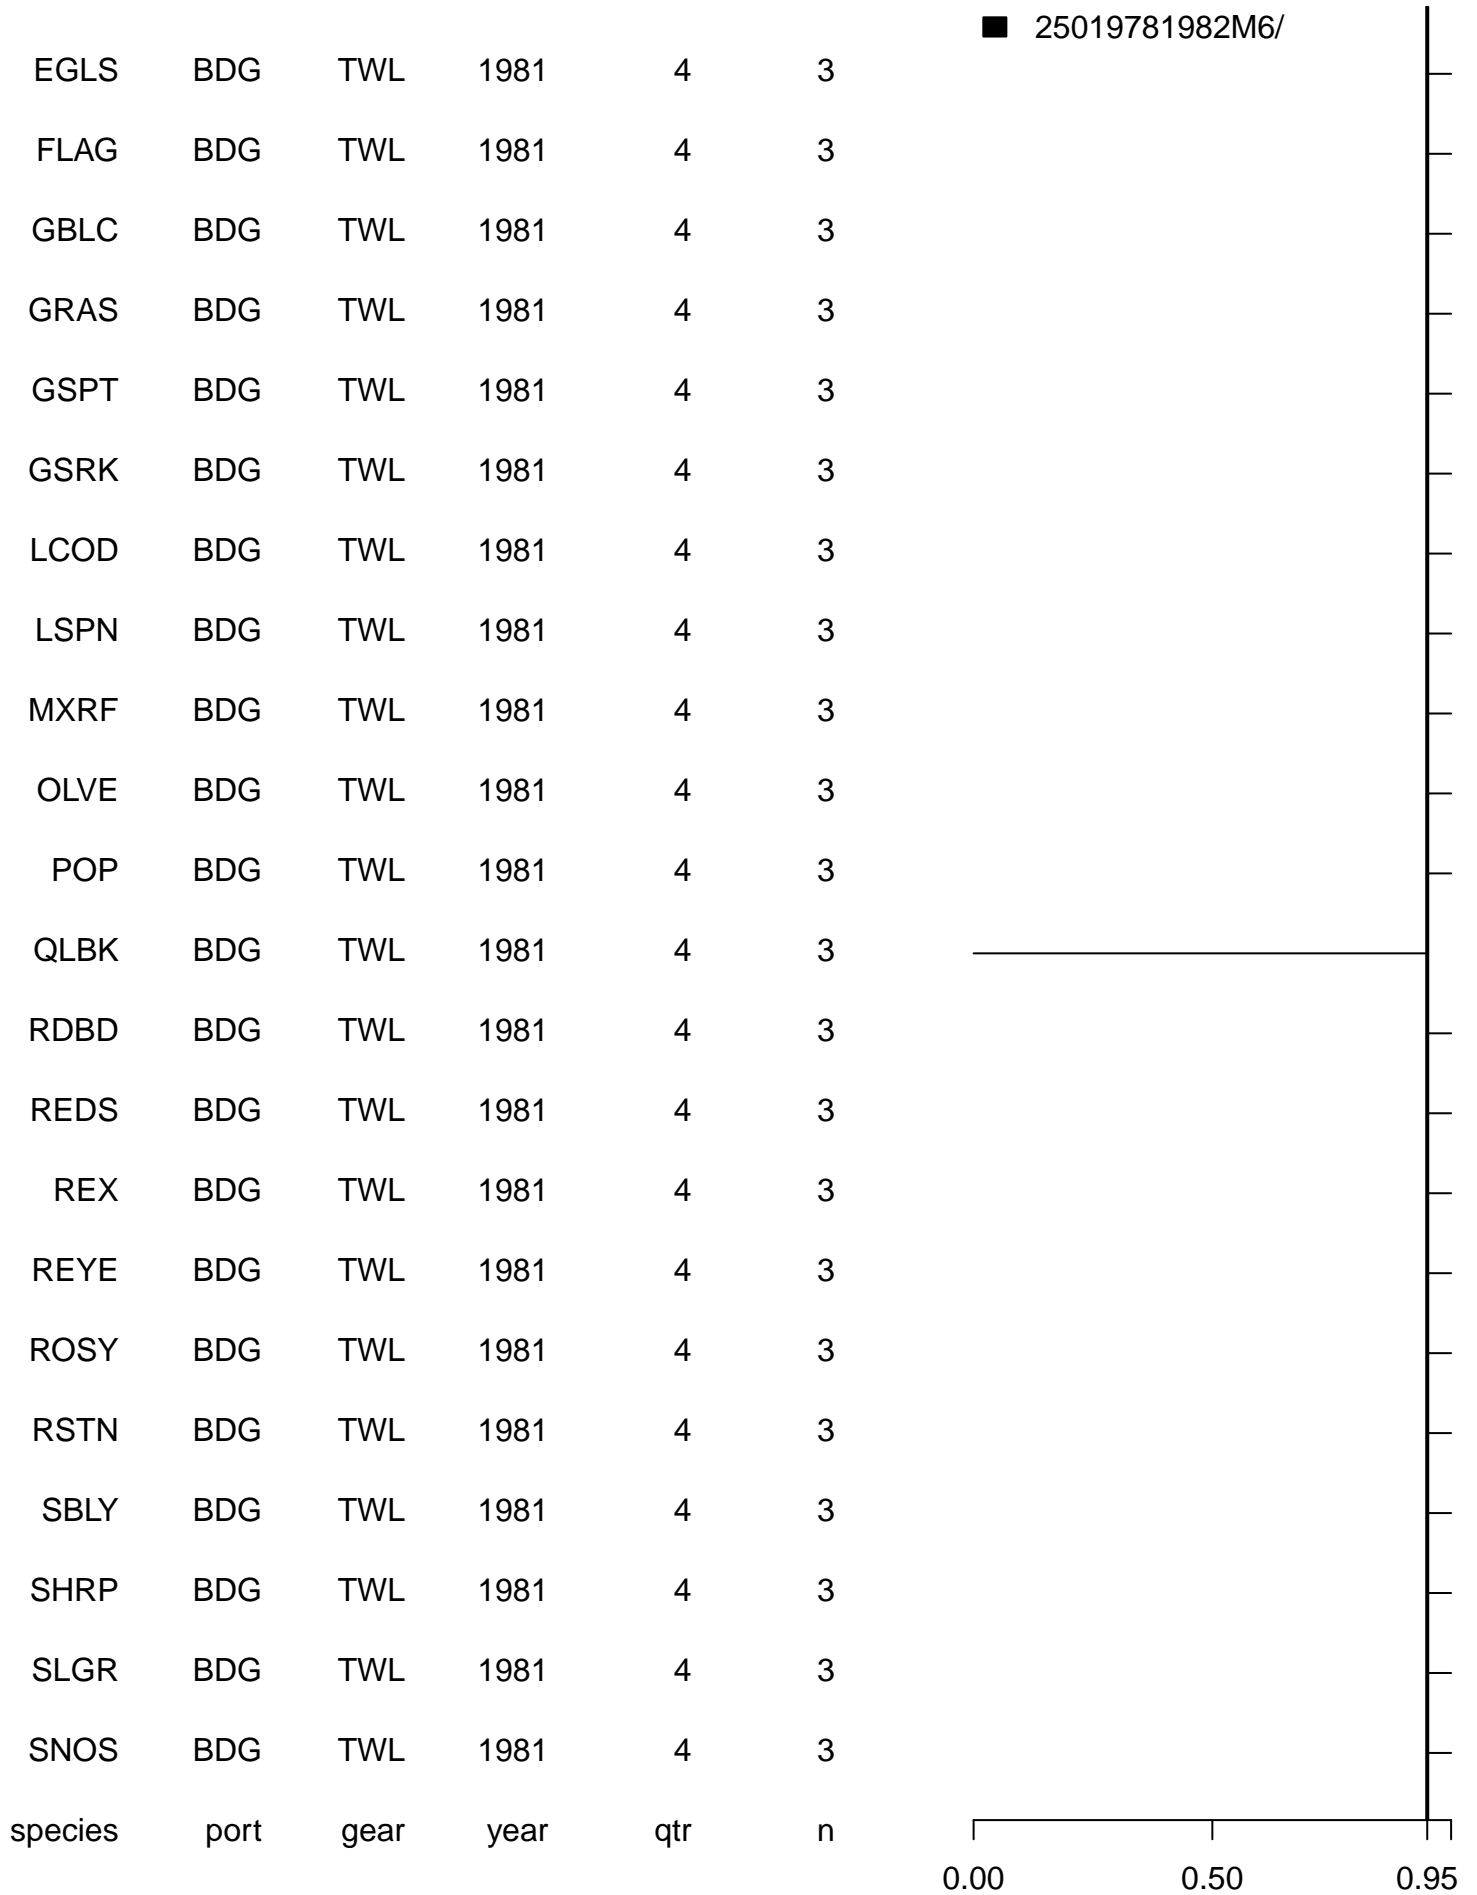 25019781982M6/
EGLS BDG TWL 1981 4 3
FLAG BDG TWL 1981 4 3
GBLC BDG TWL 1981 4 3
GRAS BDG TWL 1981 4 3
GSPT BDG TWL 1981 4 3
GSRK BDG TWL 1981 4 3
LCOD BDG TWL 1981 4 3
LSPN BDG TWL 1981 4 3
MXRF BDG TWL 1981 4 3
OLVE BDG TWL 1981 4 3
POP BDG TWL 1981 4 3
QLBK BDG TWL 1981 4 3
RDBD BDG TWL 1981 4 3
REDS BDG TWL 1981 4 3
REX BDG TWL 1981 4 3
REYE BDG TWL 1981 4 3
ROSY BDG TWL 1981 4 3
RSTN BDG TWL 1981 4 3
SBLY BDG TWL 1981 4 3
SHRP BDG TWL 1981 4 3
SLGR BDG TWL 1981 4 3
SNOS BDG TWL 1981 4 3
species port gear year qtr n
0.00 0.50 0.95